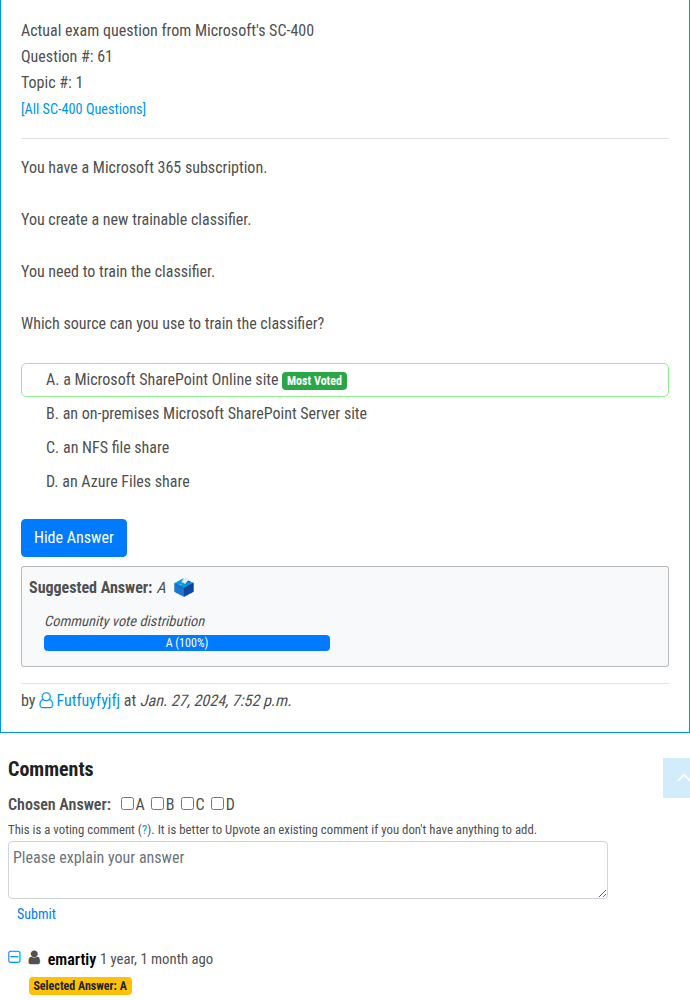 Actual exam question from Microsoft's SC-400
Question #: 61
Topic #: 1
[All SC-400 Questions]
You have a Microsoft 365 subscription.
You create a new trainable classifier.
You need to train the classifier.
Which source can you use to train the classifier?
A. a Microsoft SharePoint Online site Most Voted
B. an on-premises Microsoft SharePoint Server site
C. an NFS file share
D. an Azure Files share
Hide Answer
Suggested Answer: A
Community vote distribution
A (100%)
by Futfuyfyjfj at Jan. 27, 2024, 7:52 p.m.
Comments
Chosen Answer: A B C D
This is a voting comment (?). It is better to Upvote an existing comment if you don't have anything to add.
Please explain your answer
Submit
emartiy 1 year, 1 month ago
Selected Answer: A